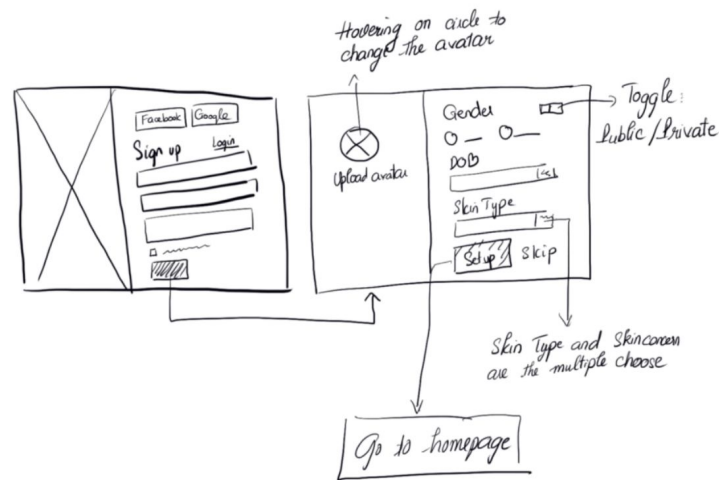 Hovering on circle to
change the avatar
Facebook Google
Sign up Login
Upload avatar
Gender
DOB
Skin Type
Setup Skip
Toggle:
Public/Private
Skin Type and Skinconcern
are the multiple choose
Go to homepage